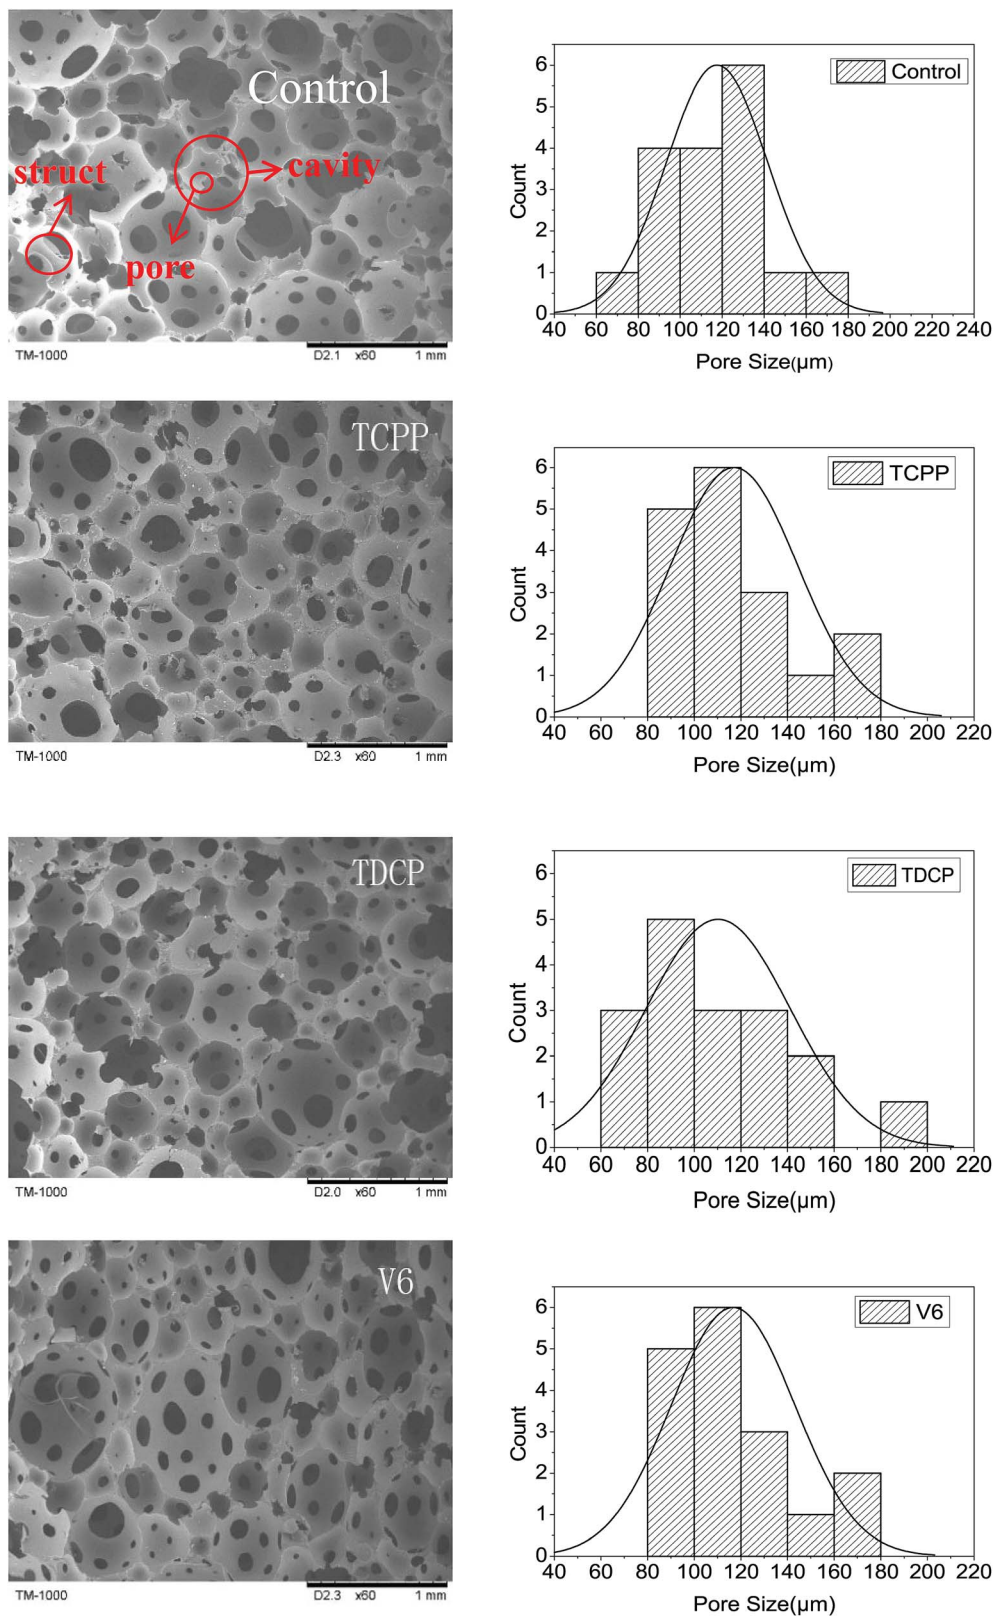 Control
struct
cavity
pore
TM-1000 D2.1 x60 1 mm
Control
Count
6
5
4
3
2
1
0
40 60 80 100 120 140 160 180 200 220 240
Pore Size(μm)
TCPP
TM-1000 D2.3 x60 1 mm
TCPP
Count
6
5
4
3
2
1
0
40 60 80 100 120 140 160 180 200 220
Pore Size(μm)
TDCP
TM-1000 D2.0 x60 1 mm
TDCP
Count
6
5
4
3
2
1
0
40 60 80 100 120 140 160 180 200 220
Pore Size(μm)
V6
TM-1000 D2.3 x60 1 mm
V6
Count
6
5
4
3
2
1
0
40 60 80 100 120 140 160 180 200 220
Pore Size(μm)